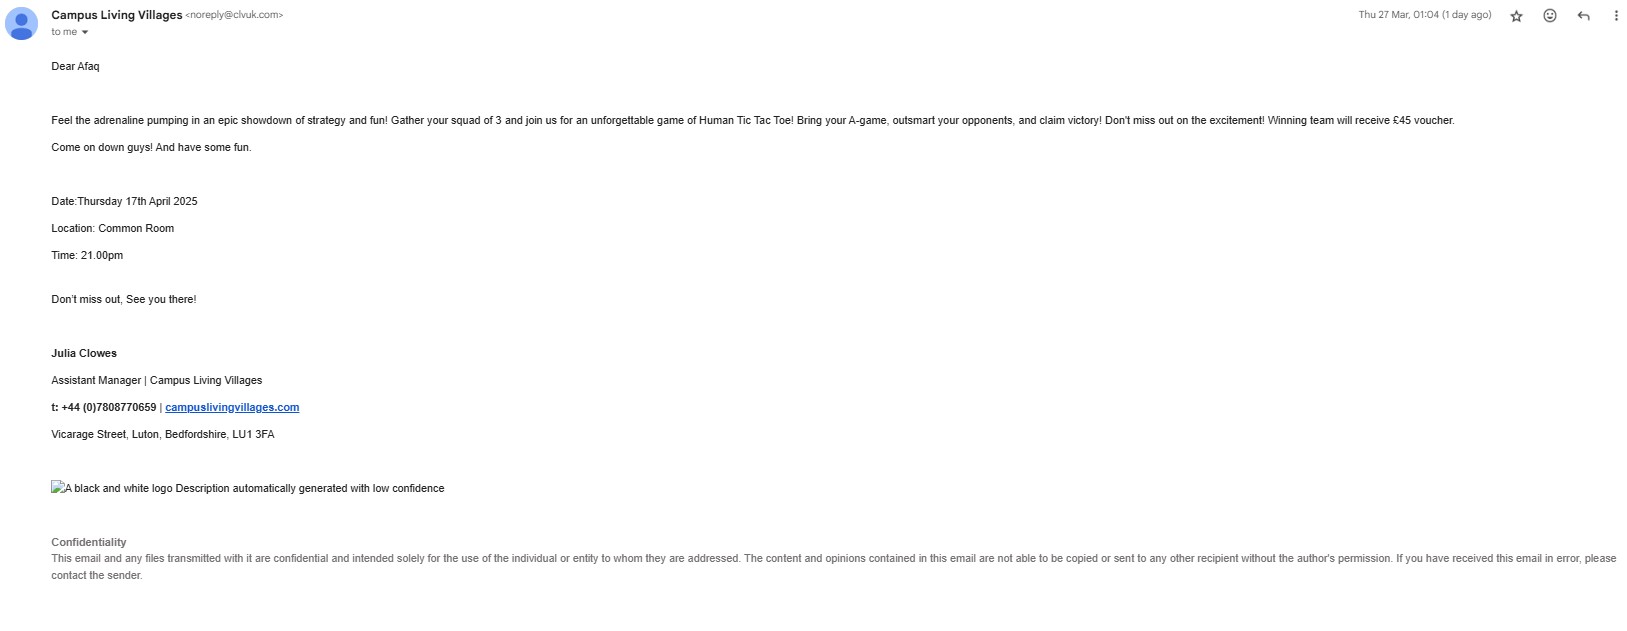 Campus Living Villages <noreply@clvuk.com>
Thu 27 Mar, 01:04 (1 day ago)
to me
Dear Afaq
Feel the adrenaline pumping in an epic showdown of strategy and fun! Gather your squad of 3 and join us for an unforgettable game of Human Tic Tac Toe! Bring your A-game, outsmart your opponents, and claim victory! Don't miss out on the excitement! Winning team will receive £45 voucher.
Come on down guys! And have some fun.
Date:Thursday 17th April 2025
Location: Common Room
Time: 21.00pm
Don't miss out, See you there!
Julia Clowes
Assistant Manager | Campus Living Villages
t: +44 (0)7808770659 | campuslivingvillages.com
Vicarage Street, Luton, Bedfordshire, LU1 3FA
A black and white logo Description automatically generated with low confidence
Confidentiality
This email and any files transmitted with it are confidential and intended solely for the use of the individual or entity to whom they are addressed. The content and opinions contained in this email are not able to be copied or sent to any other recipient without the author's permission. If you have received this email in error, please
contact the sender.